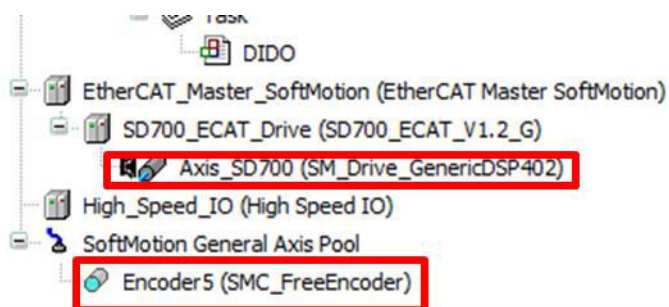 Task
DIDO
EtherCAT_Master_SoftMotion (EtherCAT Master SoftMotion)
SD700_ECAT_Drive (SD700_ECAT_V1.2_G)
Axis_SD700 (SM_Drive_GenericDSP402)
High_Speed_IO (High Speed IO)
SoftMotion General Axis Pool
Encoder5 (SMC_FreeEncoder)